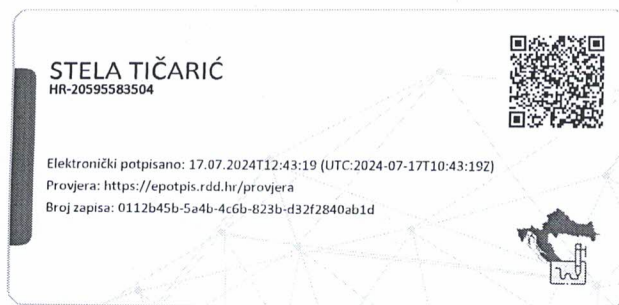 STELA TIČARIĆ
HR-20595583504
Elektronički potpisano: 17.07.2024T12:43:19 (UTC:2024-07-17T10:43:19Z)
Provjera: https://epotpis.rdd.hr/provjera
Broj zapisa: 0112b45b-5a4b-4c6b-823b-d32f2840ab1d